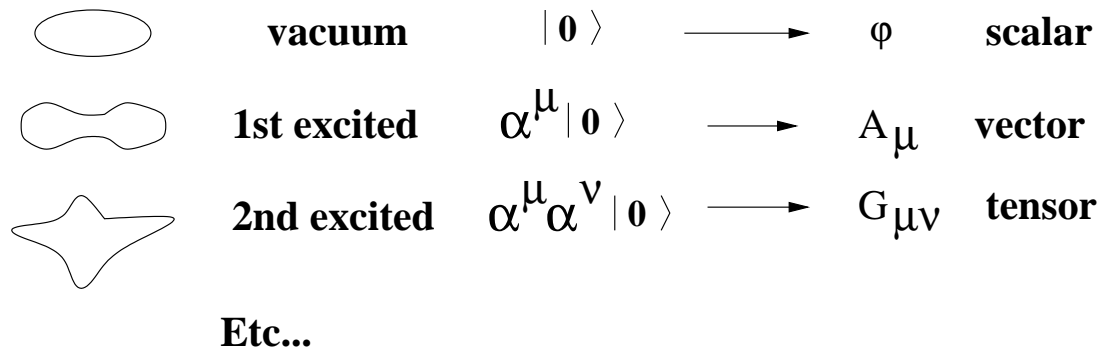 vacuum |0⟩ φ scalar
1st excited α^μ|0⟩ A_μ vector
2nd excited α^μα^ν|0⟩ G_μν tensor
Etc...